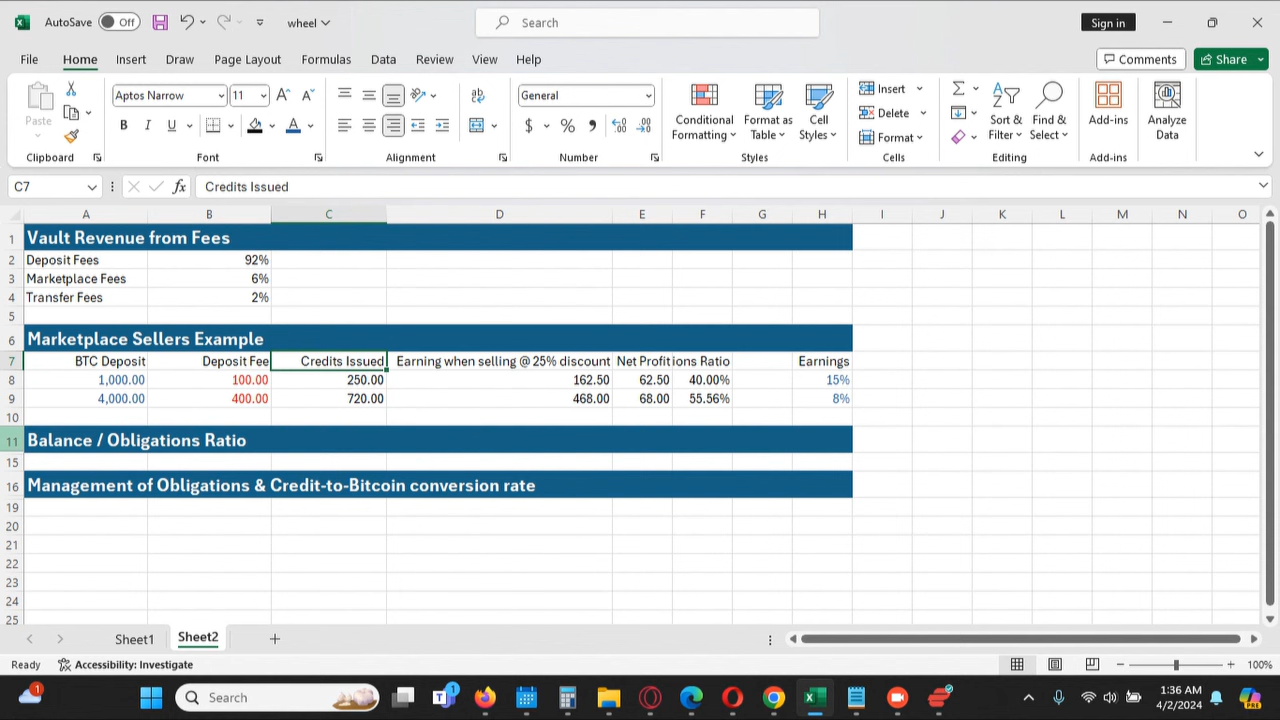 AutoSave Off wheel Search Sign in
File Home Insert Draw Page Layout Formulas Data Review View Help Comments Share
Paste Aptos Narrow 11 General Conditional Formatting Format as Table Cell Styles Insert Delete Format Sort & Filter Find & Select Add-ins Analyze Data
B I U $ % 9
Clipboard Font Alignment Number Styles Cells Editing Add-ins
C7 fx Credits Issued
A B C D E F G H I J K L M N O
1 Vault Revenue from Fees
2 Deposit Fees 92%
3 Marketplace Fees 6%
4 Transfer Fees 2%
5
6 Marketplace Sellers Example
7 BTC Deposit Deposit Fee Credits Issued Earning when selling @ 25% discount Net Profit ions Ratio Earnings
8 1,000.00 100.00 250.00 162.50 62.50 40.00% 15%
9 4,000.00 400.00 720.00 468.00 68.00 55.56% 8%
10
11 Balance / Obligations Ratio
15
16 Management of Obligations & Credit-to-Bitcoin conversion rate
19
20
21
22
23
24
25
Sheet1 Sheet2
Ready Accessibility: Investigate 100%
1 Search 1 1:36 AM
4/2/2024 PRE